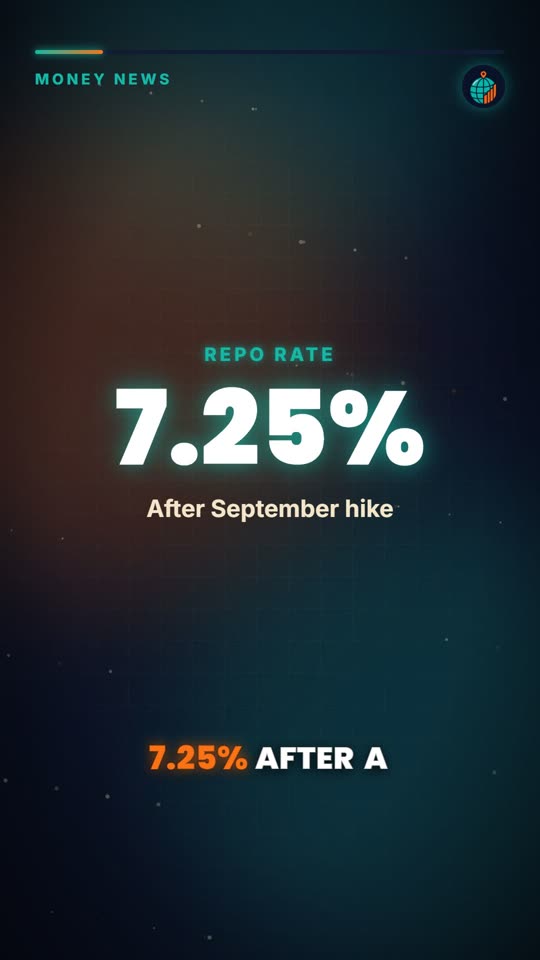 MONEY NEWS
REPO RATE
7.25%
After September hike
7.25% AFTER A